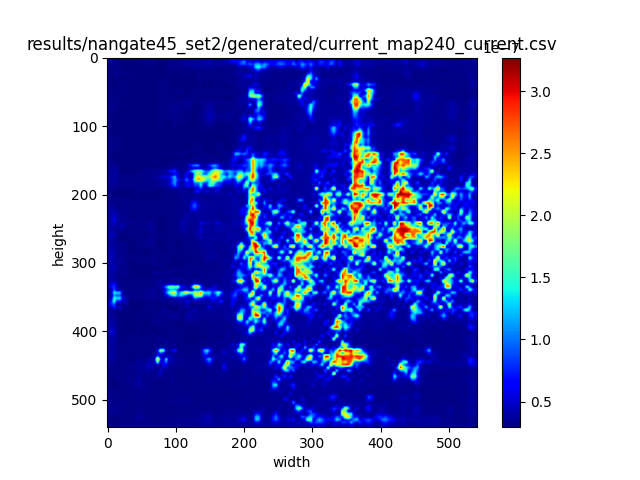 results/nangate45_set2/generated/current_map240_current.csv
1e−7
0
100
200
300
400
500
height
0 100 200 300 400 500
width
3.0
2.5
2.0
1.5
1.0
0.5